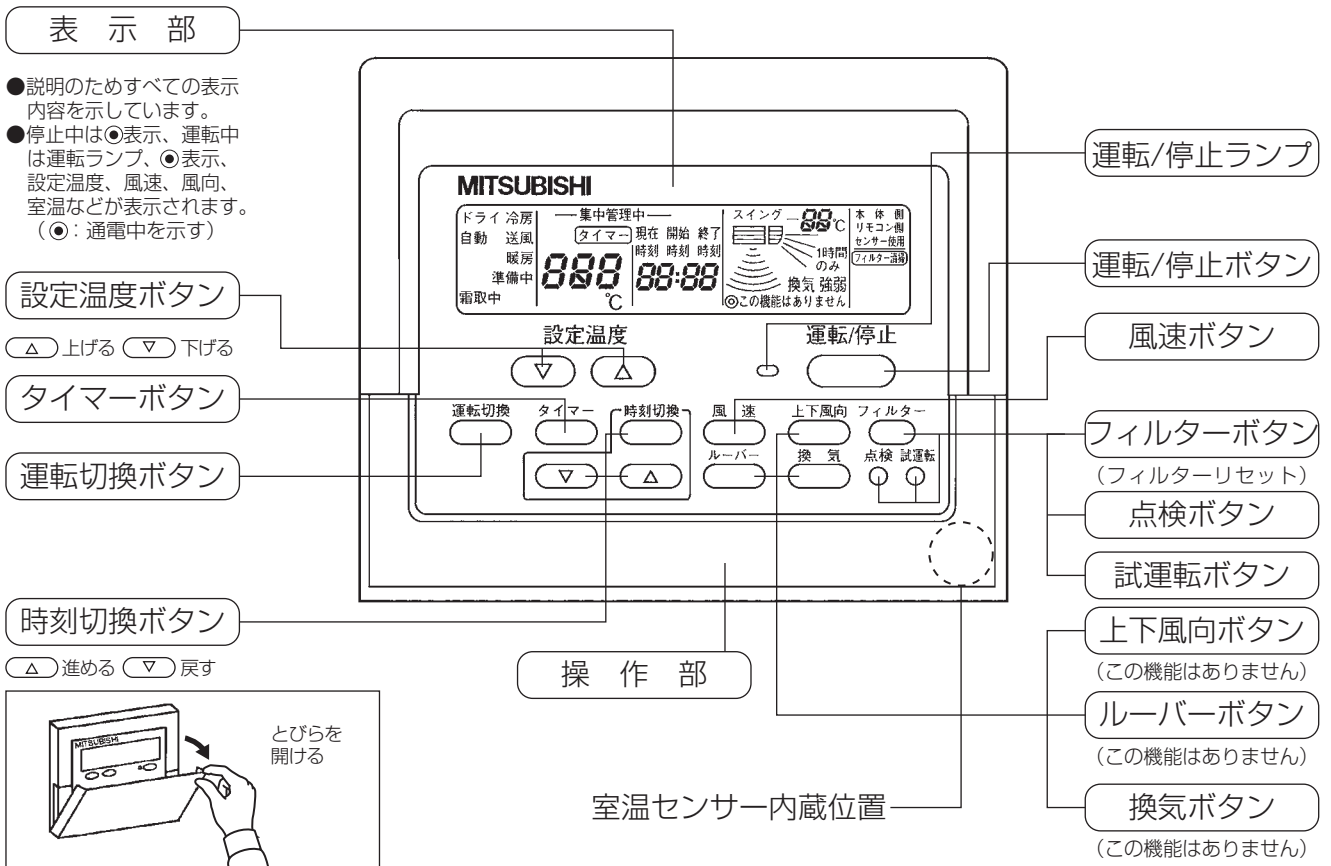 表 示 部
●説明のためすべての表示
内容を示しています。
●停止中は◉表示、運転中
は運転ランプ、◉表示、
設定温度、風速、風向、
室温などが表示されます。
(◉：通電中を示す)
設定温度ボタン
△ 上げる ▽ 下げる
タイマーボタン
運転切換ボタン
時刻切換ボタン
△ 進める ▽ 戻す
MITSUBISHI
とびらを
開ける
MITSUBISHI
ドライ 冷房
自動 送風
暖房
準備中
霜取中
集中管理中
タイマー 現在 開始 終了
時刻 時刻 時刻
888 ℃
88:88
スイング 88℃
1時間
のみ
換気 強弱
◎この機能はありません
本体側
リモコン側
センサー使用
フィルター清掃
設定温度
▽ △
運転/停止
運転切換 タイマー 時刻切換 風 速 上下風向 フィルター
▽ △ ルーバー 換 気 点検 試運転
操 作 部
室温センサー内蔵位置
運転/停止ランプ
運転/停止ボタン
風速ボタン
フィルターボタン
(フィルターリセット)
点検ボタン
試運転ボタン
上下風向ボタン
(この機能はありません)
ルーバーボタン
(この機能はありません)
換気ボタン
(この機能はありません)